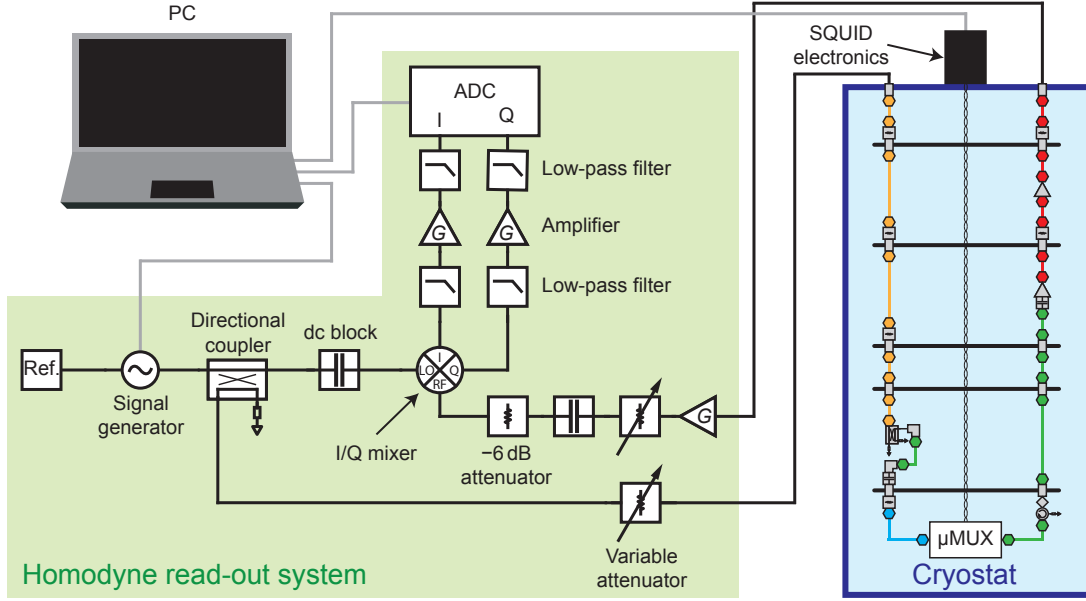 PC
SQUID
electronics
ADC
I
Q
Low-pass filter
Amplifier
G
G
Low-pass filter
Directional
coupler
dc block
Ref.
I
LO
Q
RF
Signal
generator
I/Q mixer
−6 dB
attenuator
G
Variable
attenuator
µMUX
Homodyne read-out system
Cryostat